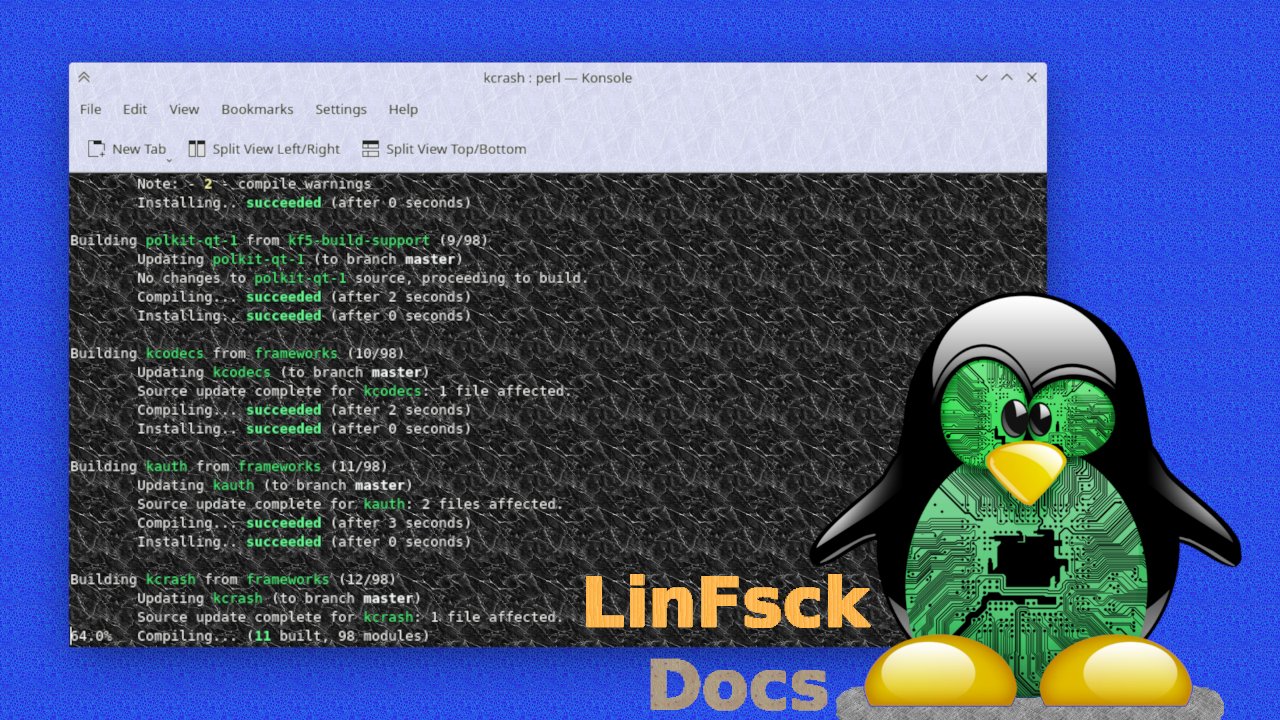 kcrash : perl — Konsole
File Edit View Bookmarks Settings Help
New Tab Split View Left/Right Split View Top/Bottom
Note: - 2 - compile warnings
Installing.. succeeded (after 0 seconds)
Building polkit-qt-1 from kf5-build-support (9/98)
Updating polkit-qt-1 (to branch master)
No changes to polkit-qt-1 source, proceeding to build.
Compiling... succeeded (after 2 seconds)
Installing.. succeeded (after 0 seconds)
Building kcodecs from frameworks (10/98)
Updating kcodecs (to branch master)
Source update complete for kcodecs: 1 file affected.
Compiling... succeeded (after 2 seconds)
Installing.. succeeded (after 0 seconds)
Building kauth from frameworks (11/98)
Updating kauth (to branch master)
Source update complete for kauth: 2 files affected.
Compiling... succeeded (after 3 seconds)
Installing.. succeeded (after 0 seconds)
Building kcrash from frameworks (12/98)
Updating kcrash (to branch master)
Source update complete for kcrash: 1 file affected.
64.0% Compiling... (11 built, 98 modules)
LinFsck
Docs